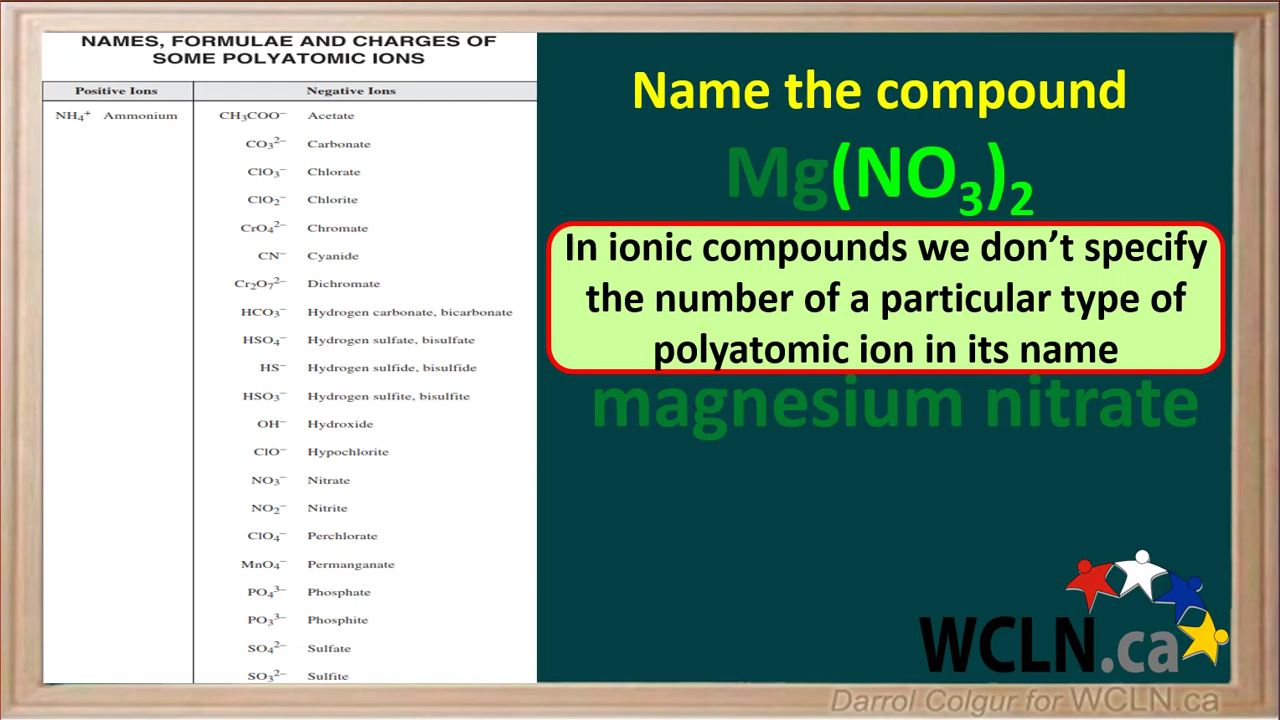 NAMES, FORMULAE AND CHARGES OF
SOME POLYATOMIC IONS
Positive Ions Negative Ions
NH₄⁺ Ammonium CH₃COO⁻ Acetate
CO₃²⁻ Carbonate
ClO₃⁻ Chlorate
ClO₂⁻ Chlorite
CrO₄²⁻ Chromate
CN⁻ Cyanide
Cr₂O₇²⁻ Dichromate
HCO₃⁻ Hydrogen carbonate, bicarbonate
HSO₄⁻ Hydrogen sulfate, bisulfate
HS⁻ Hydrogen sulfide, bisulfide
HSO₃⁻ Hydrogen sulfite, bisulfite
OH⁻ Hydroxide
ClO⁻ Hypochlorite
NO₃⁻ Nitrate
NO₂⁻ Nitrite
ClO₄⁻ Perchlorate
MnO₄⁻ Permanganate
PO₄³⁻ Phosphate
PO₃³⁻ Phosphite
SO₄²⁻ Sulfate
SO₃²⁻ Sulfite
Name the compound
Mg(NO₃)₂
In ionic compounds we don’t specify
the number of a particular type of
polyatomic ion in its name
magnesium nitrate
WCLN.ca
Darrol Colgur for WCLN.ca